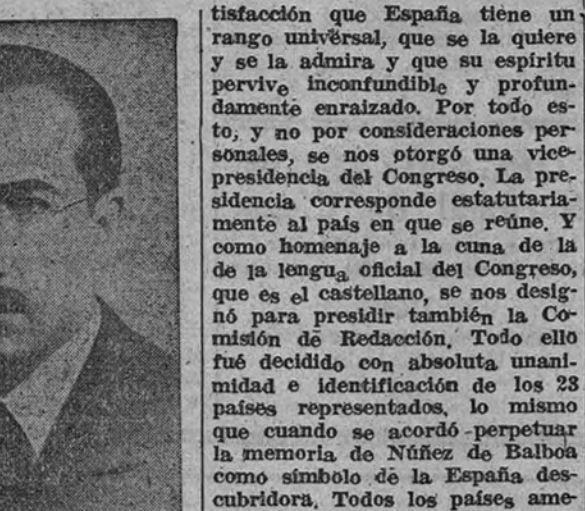 tisfacción que España tiene un
rango universal, que se la quiere
y se la admira y que su espíritu
pervive inconfundible y profun-
damente enraizado. Por todo es-
to, y no por consideraciones per-
sonales, se nos otorgó una vice-
presidencia del Congreso. La pre-
sidencia corresponde estatutaria-
mente al país en que se reúne. Y
como homenaje a la cuna de la
de la lengua oficial del Congreso,
que es el castellano, se nos desig-
nó para presidir también la Co-
misión de Redacción. Todo ello
fué decidido con absoluta unani-
midad e identificación de los 23
países representados, lo mismo
que cuando se acordó perpetuar
la memoria de Núñez de Balboa
como símbolo de la España des-
cubridora. Todos los países ame-